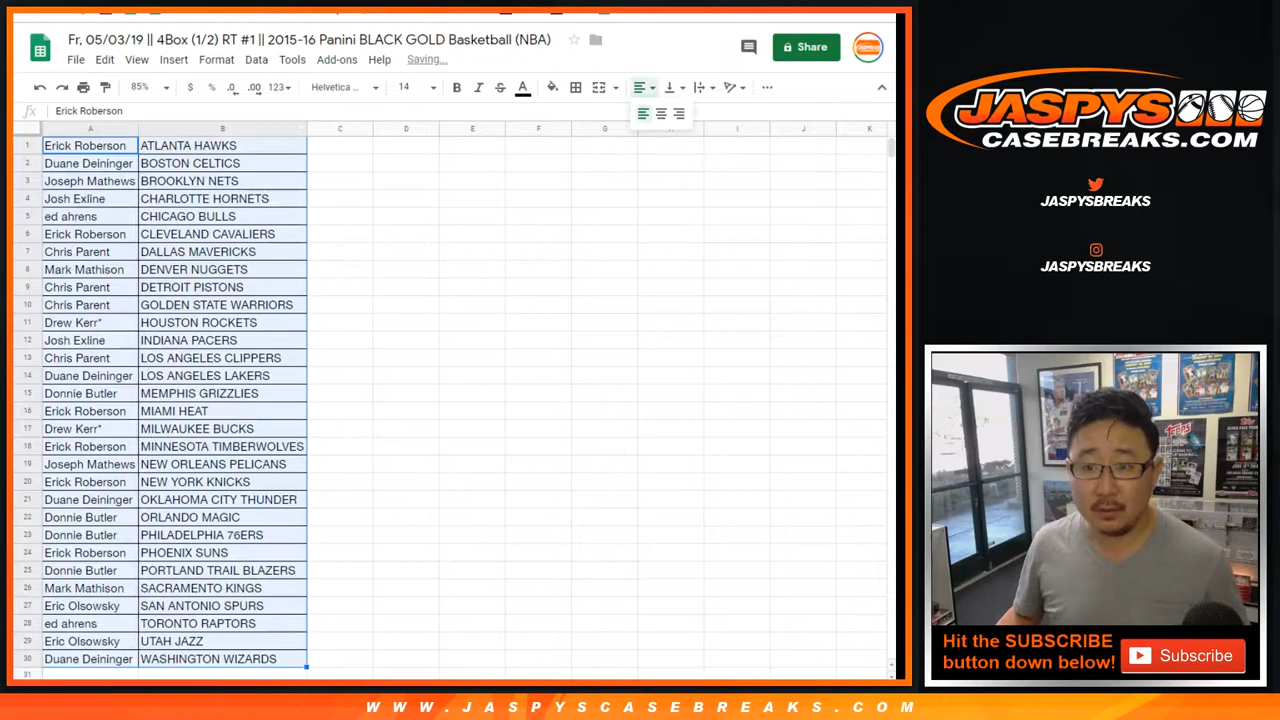 Fr, 05/03/19 || 4Box (1/2) RT #1 || 2015-16 Panini BLACK GOLD Basketball (NBA)
File Edit View Insert Format Data Tools Add-ons Help Saving...
Share
85% $ % .0 .00 123 Helvetica ... 14 B I S A
fx Erick Roberson
A B C D E F G H I J K
1 Erick Roberson ATLANTA HAWKS
2 Duane Deininger BOSTON CELTICS
3 Joseph Mathews BROOKLYN NETS
4 Josh Exline CHARLOTTE HORNETS
5 ed ahrens CHICAGO BULLS
6 Erick Roberson CLEVELAND CAVALIERS
7 Chris Parent DALLAS MAVERICKS
8 Mark Mathison DENVER NUGGETS
9 Chris Parent DETROIT PISTONS
10 Chris Parent GOLDEN STATE WARRIORS
11 Drew Kerr" HOUSTON ROCKETS
12 Josh Exline INDIANA PACERS
13 Chris Parent LOS ANGELES CLIPPERS
14 Duane Deininger LOS ANGELES LAKERS
15 Donnie Butler MEMPHIS GRIZZLIES
16 Erick Roberson MIAMI HEAT
17 Drew Kerr" MILWAUKEE BUCKS
18 Erick Roberson MINNESOTA TIMBERWOLVES
19 Joseph Mathews NEW ORLEANS PELICANS
20 Erick Roberson NEW YORK KNICKS
21 Duane Deininger OKLAHOMA CITY THUNDER
22 Donnie Butler ORLANDO MAGIC
23 Donnie Butler PHILADELPHIA 76ERS
24 Erick Roberson PHOENIX SUNS
25 Donnie Butler PORTLAND TRAIL BLAZERS
26 Mark Mathison SACRAMENTO KINGS
27 Eric Olsowsky SAN ANTONIO SPURS
28 ed ahrens TORONTO RAPTORS
29 Eric Olsowsky UTAH JAZZ
30 Duane Deininger WASHINGTON WIZARDS
31
JASPYS
CASEBREAKS.COM
JASPYSBREAKS
JASPYSBREAKS
TOPPS
Hit the SUBSCRIBE
button down below!
Subscribe
WWW.JASPYSCASEBREAKS.COM